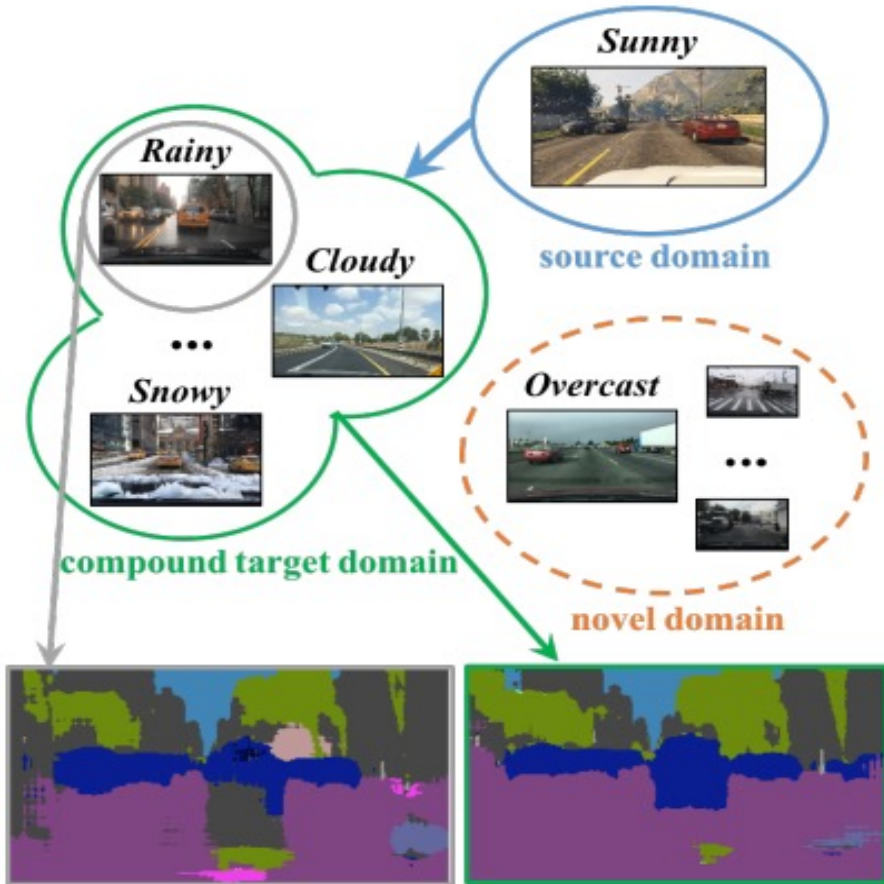 Sunny
source domain
Rainy
Cloudy
...
Snowy
compound target domain
Overcast
...
novel domain